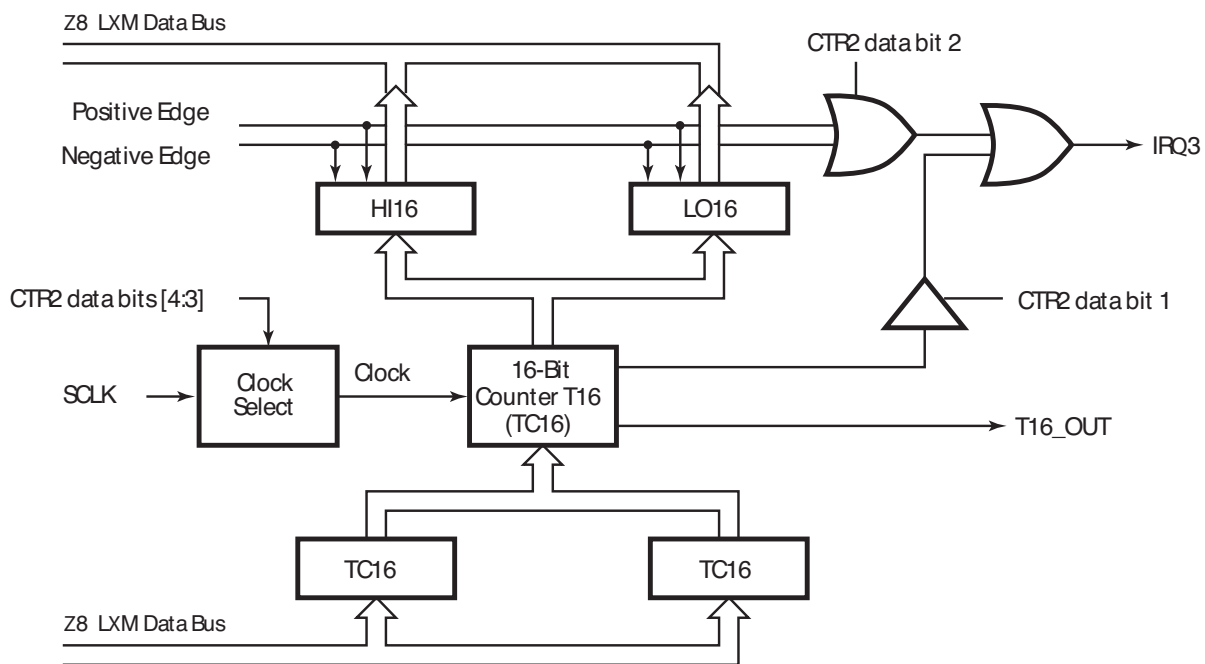 Z8 LXM Data Bus
CTR2 data bit 2
Positive Edge
Negative Edge
IRQ3
HI16
LO16
CTR2 data bits [4:3]
CTR2 data bit 1
SCLK
Clock
Select
Clock
16-Bit
Counter T16
(TC16)
T16_OUT
TC16
TC16
Z8 LXM Data Bus